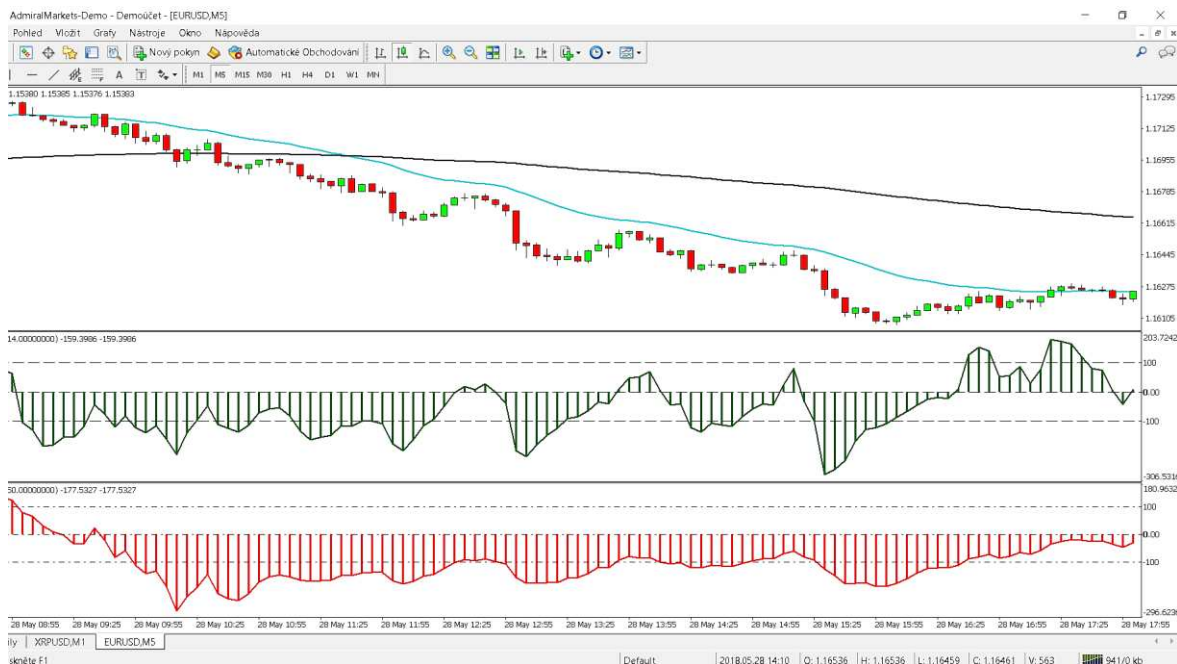 AdmiralMarkets-Demo - Demoúčet - [EURUSD,M5]
Pohled Vložit Grafy Nástroje Okno Nápověda
Nový pokyn Automatické Obchodování
A T M1 M5 M15 M30 H1 H4 D1 W1 MN
1.15380 1.15385 1.15376 1.15383
1.17295
1.17125
1.16955
1.16785
1.16615
1.16445
1.16275
1.16105
14.00000000) -159.3986 -159.3986
203.7242
100
0.00
-100
-306.5316
50.00000000) -177.5327 -177.5327
180.9632
100
0.00
-100
-296.6236
28 May 08:55 28 May 09:25 28 May 09:55 28 May 10:25 28 May 10:55 28 May 11:25 28 May 11:55 28 May 12:25 28 May 12:55 28 May 13:25 28 May 13:55 28 May 14:25 28 May 14:55 28 May 15:25 28 May 15:55 28 May 16:25 28 May 16:55 28 May 17:25 28 May 17:55
ily XRPUSD,M1 EURUSD,M5
skněte F1 Default 2018.05.28 14:10 O: 1.16536 H: 1.16536 L: 1.16459 C: 1.16461 V: 563 941/0 kb